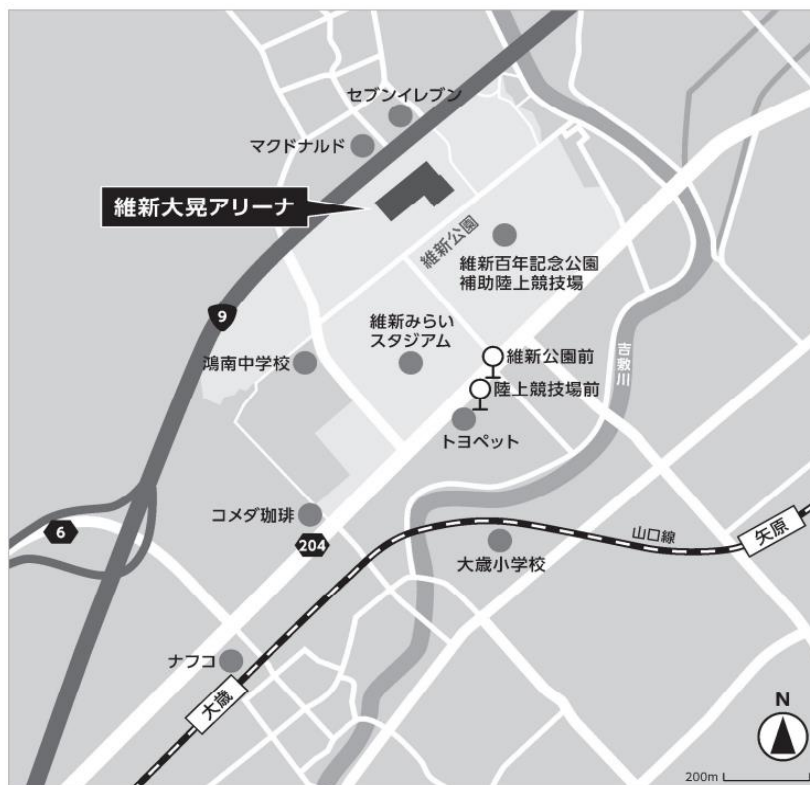 セブンイレブン
マクドナルド
維新大晃アリーナ
維新公園
維新百年記念公園
補助陸上競技場
9
維新みらい
スタジアム
鴻南中学校
維新公園前
陸上競技場前
吉敷川
トヨペット
コメダ珈琲
6
204
山口線
矢原
大歳小学校
ナフコ
大歳
N
200m